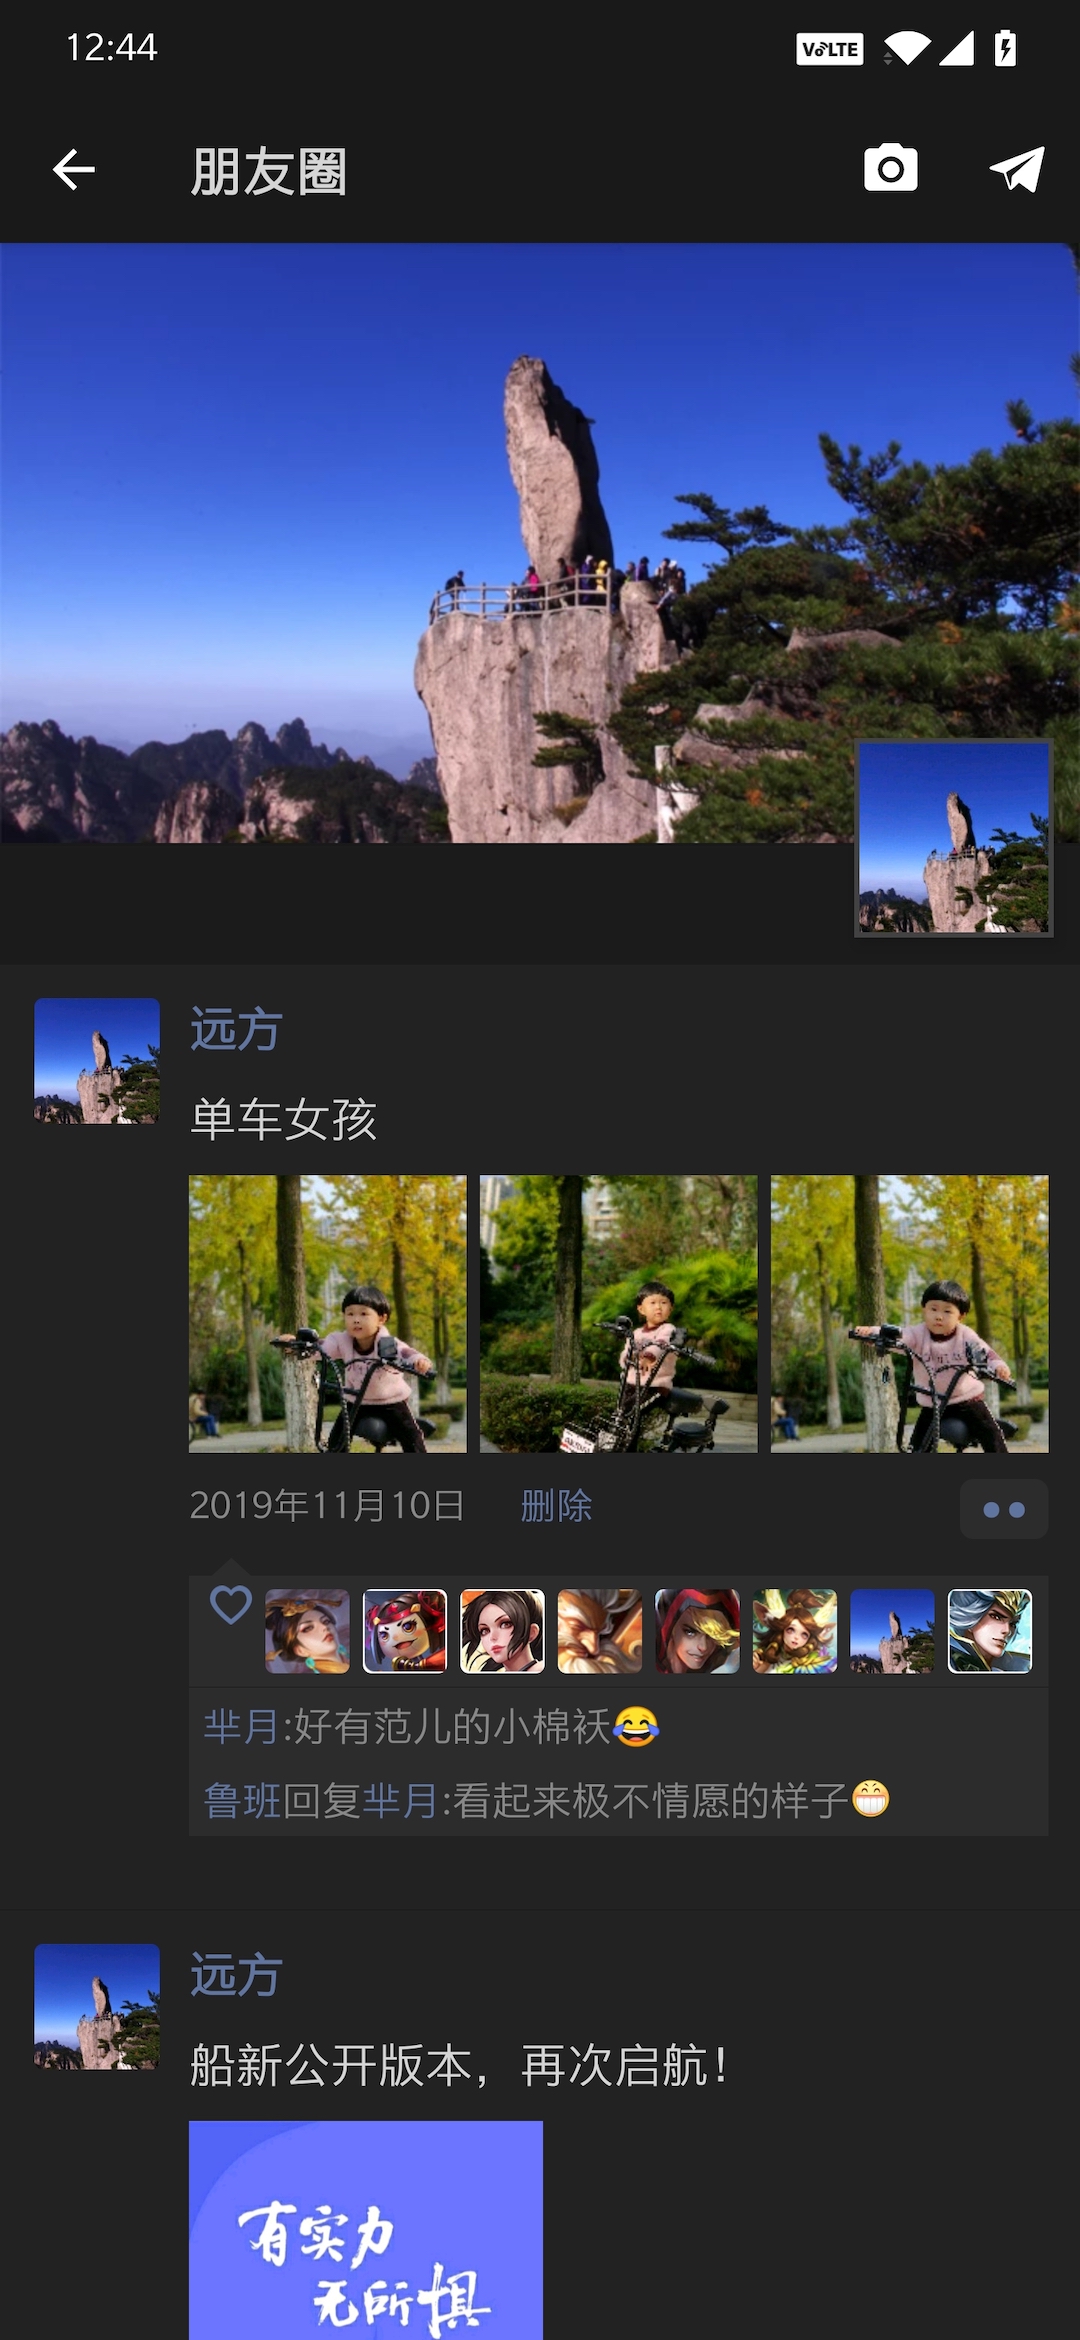 12:44
VoLTE
朋友圈
远方
单车女孩
2019年11月10日 删除
芈月:好有范儿的小棉袄😂
鲁班回复芈月:看起来极不情愿的样子😁
远方
船新公开版本，再次启航！
有实力
无所惧